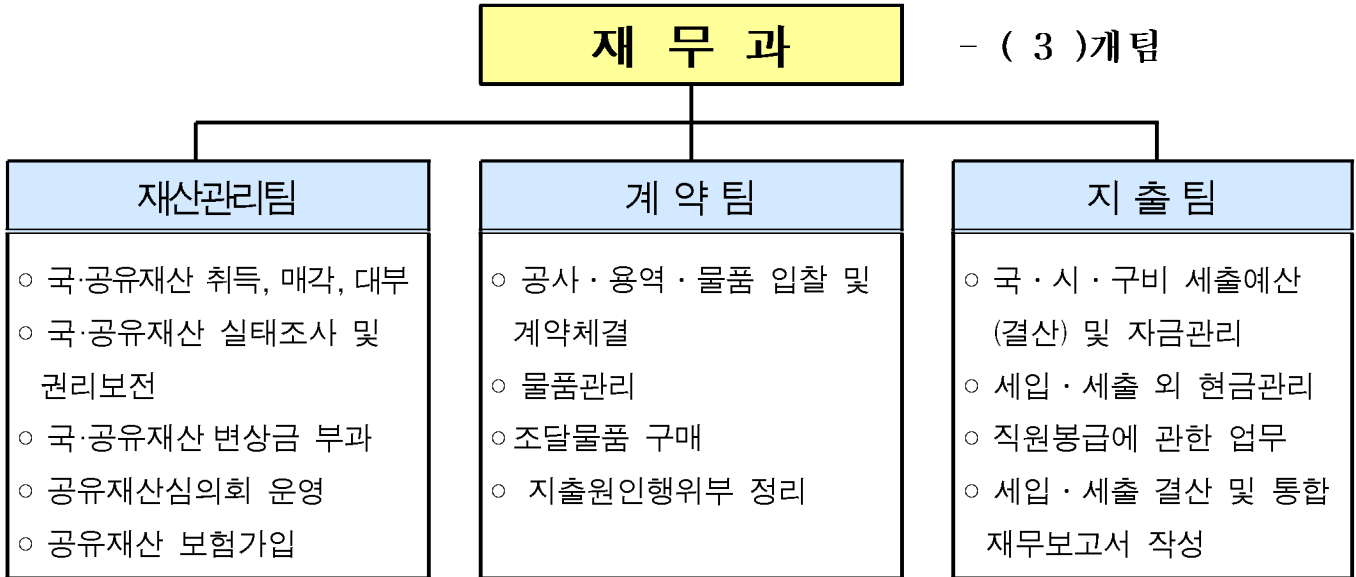 재 무 과
- ( 3 )개팀
재산관리팀
○ 국·공유재산 취득, 매각, 대부
○ 국·공유재산 실태조사 및
권리보전
○ 국·공유재산 변상금 부과
○ 공유재산심의회 운영
○ 공유재산 보험가입
계 약 팀
○ 공사 · 용역 · 물품 입찰 및
계약체결
○ 물품관리
○ 조달물품 구매
○ 지출원인행위부 정리
지 출 팀
○ 국 · 시 · 구비 세출예산
(결산) 및 자금관리
○ 세입 · 세출 외 현금관리
○ 직원봉급에 관한 업무
○ 세입 · 세출 결산 및 통합
재무보고서 작성